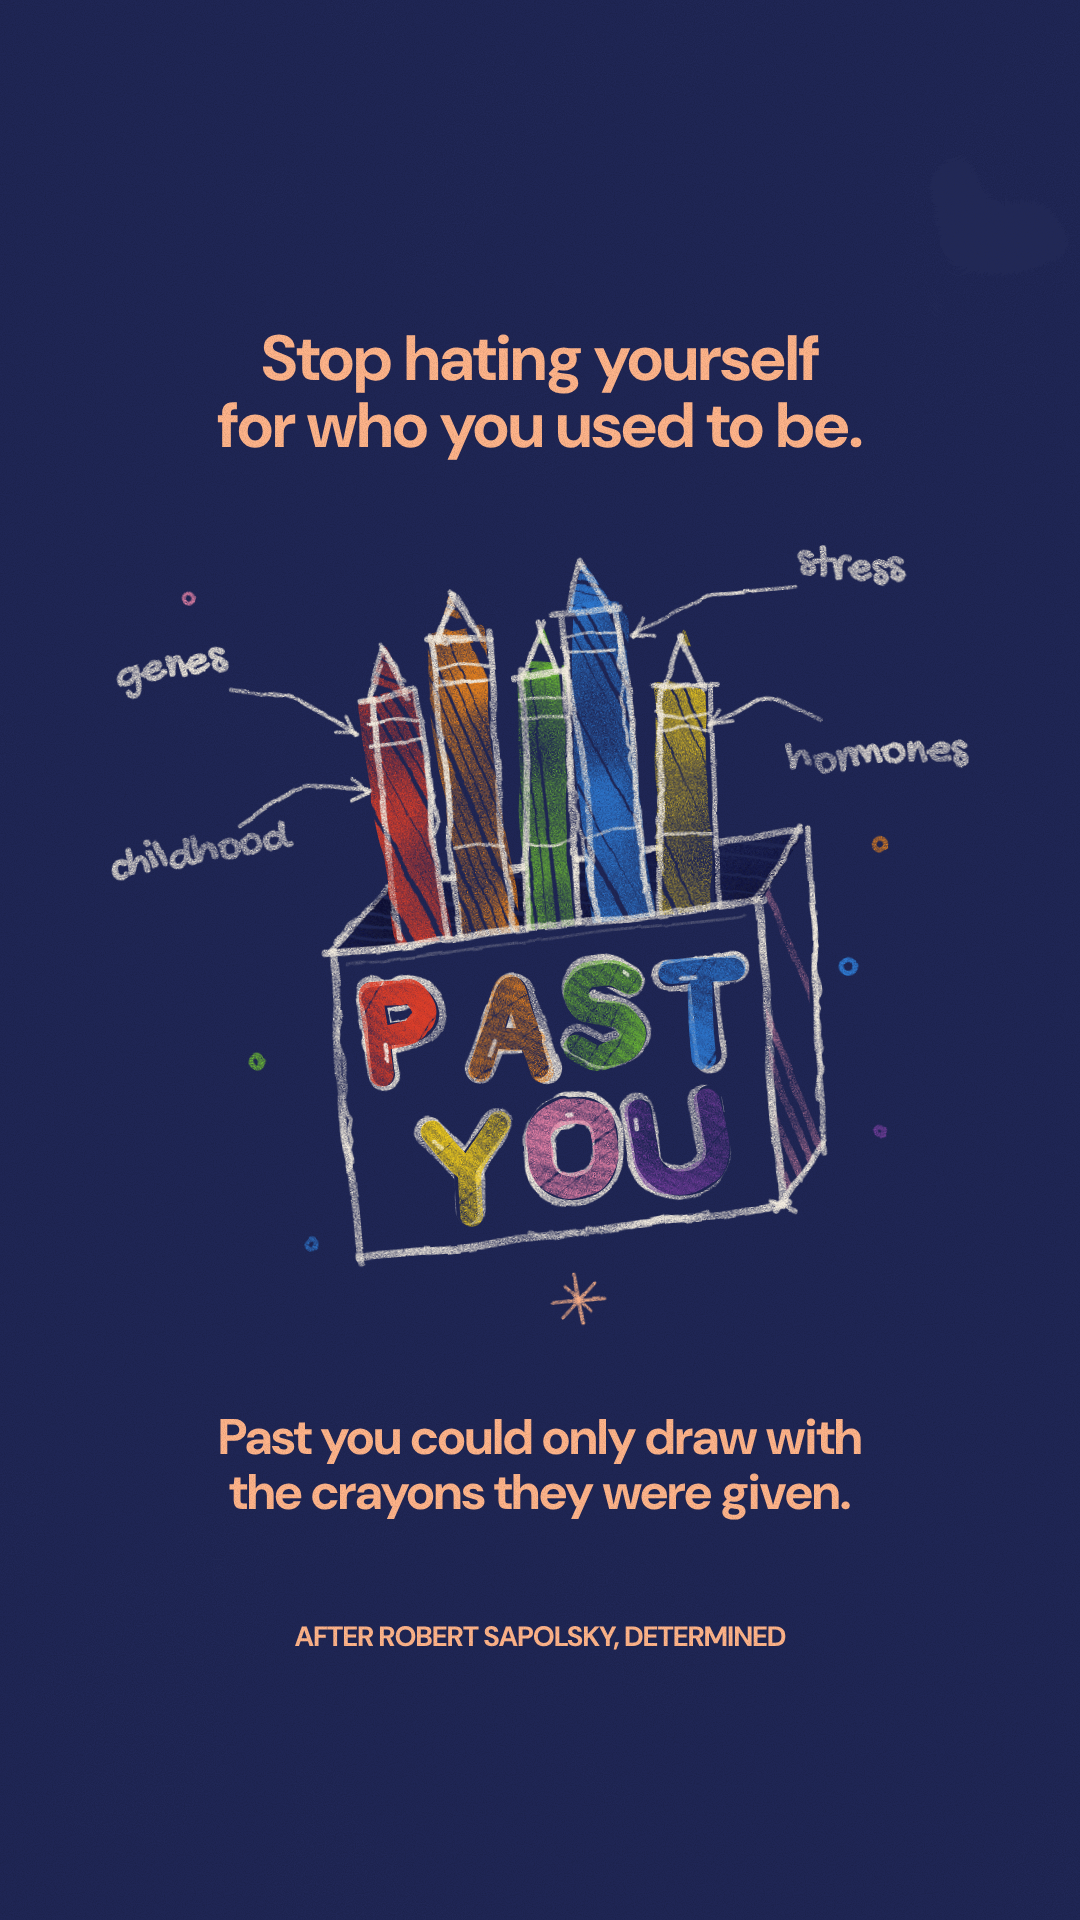 Stop hating yourself
for who you used to be.
stress
genes
hormones
childhood
PAST
YOU
Past you could only draw with
the crayons they were given.
AFTER ROBERT SAPOLSKY, DETERMINED